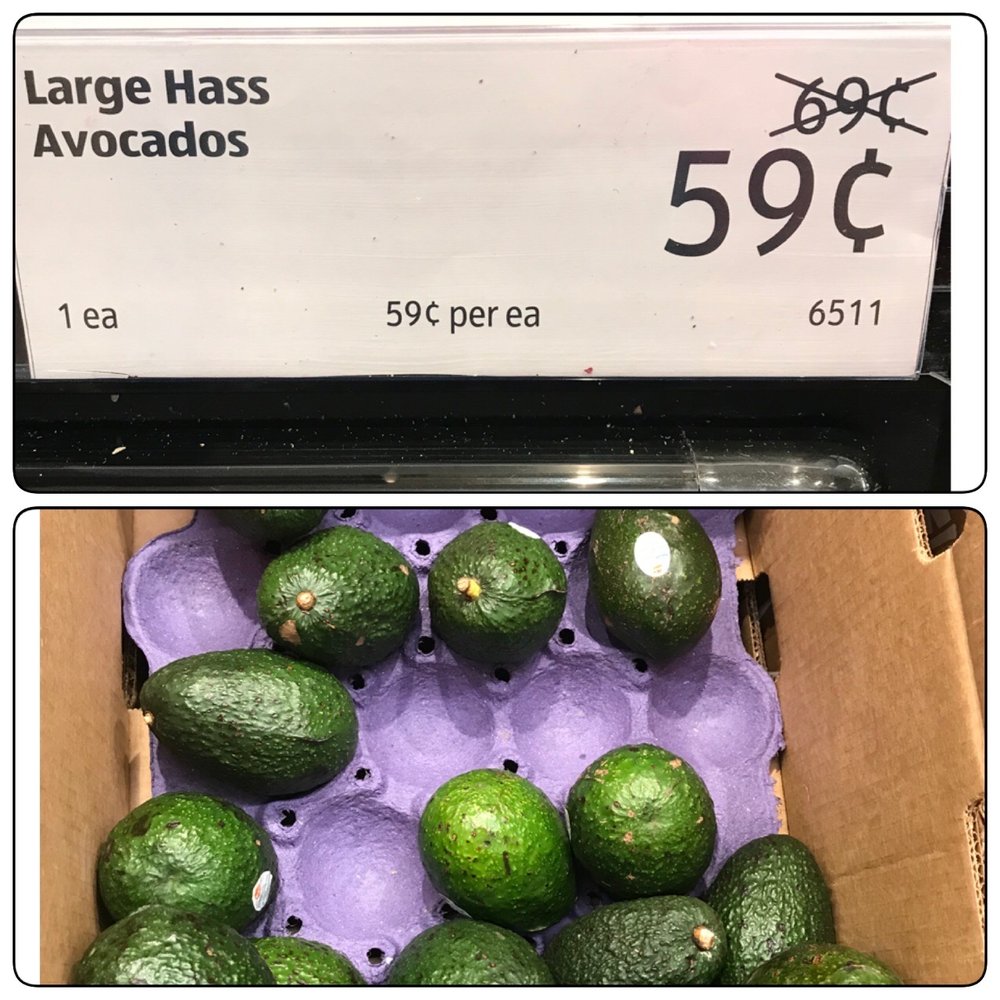 Large Hass
Avocados
69¢
59¢
1 ea
59¢ per ea
6511